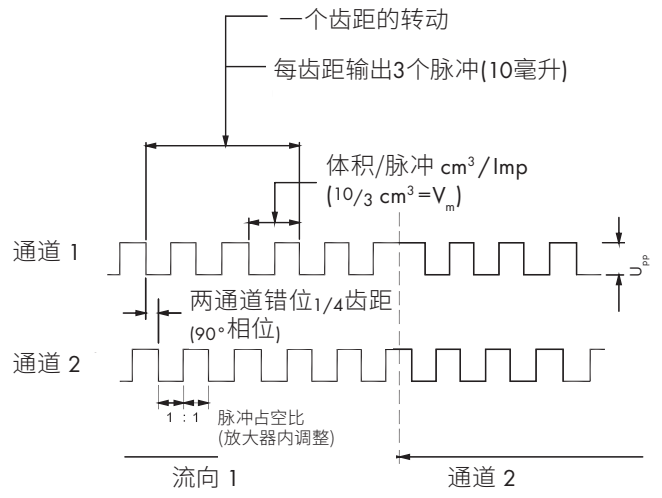 一个齿距的转动
每齿距输出3个脉冲(10毫升)
体积/脉冲 cm³/Imp
(10/3 cm³=Vm)
通道 1
Upp
两通道错位1/4齿距
(90°相位)
通道 2
1 : 1
脉冲占空比
(放大器内调整)
流向 1
通道 2